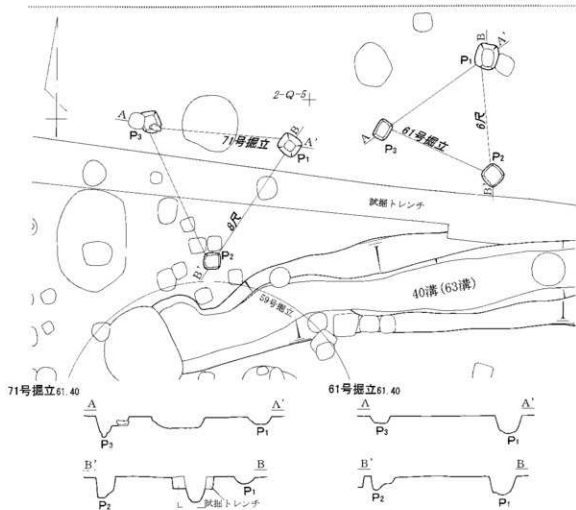 2-Q-5
A
P3
71号掘立
B
A'
P1
8尺
B'
P2
B
A'
P1
6尺
61号掘立
A
P3
P2
B'
試掘トレンチ
40溝(63溝)
59号掘立
71号掘立61.40
A
A'
P3
P1
B'
B
P2
試掘トレンチ
P1
61号掘立61.40
A
A'
P3
P1
B'
B
P2
P1